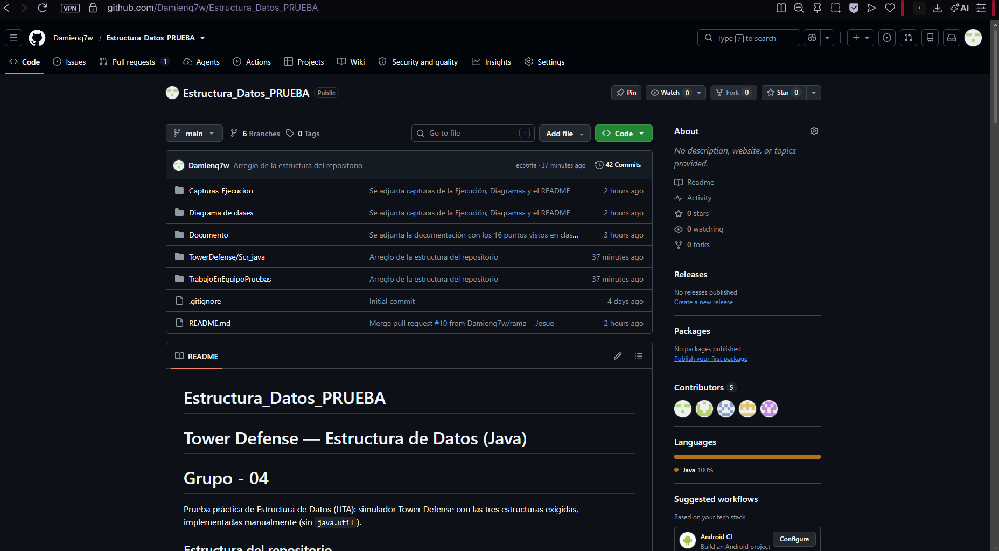 VPN github.com/Damienq7w/Estructura_Datos_PRUEBA AI
Damienq7w / Estructura_Datos_PRUEBA Type / to search
Code Issues Pull requests 1 Agents Actions Projects Wiki Security and quality Insights Settings
Estructura_Datos_PRUEBA Public Pin Watch 0 Fork 0 Star 0
main 6 Branches 0 Tags Go to file T Add file Code
Damienq7w Arreglo de la estructura del repositorio ec56ffa · 37 minutes ago 42 Commits
Capturas_Ejecucion Se adjunta capturas de la Ejecución, Diagramas y el README 2 hours ago
Diagrama de clases Se adjunta capturas de la Ejecución, Diagramas y el README 2 hours ago
Documento Se adjunta la documentación con los 16 puntos vistos en clas... 3 hours ago
TowerDefense/Scr_java Arreglo de la estructura del repositorio 37 minutes ago
TrabajoEnEquipoPruebas Arreglo de la estructura del repositorio 37 minutes ago
.gitignore Initial commit 4 days ago
README.md Merge pull request #10 from Damienq7w/rama---Josue 2 hours ago
README
Estructura_Datos_PRUEBA
Tower Defense — Estructura de Datos (Java)
Grupo - 04
Prueba práctica de Estructura de Datos (UTA): simulador Tower Defense con las tres estructuras exigidas,
implementadas manualmente (sin java.util).
Estructura del repositorio
About
No description, website, or topics
provided.
Readme
Activity
0 stars
0 watching
0 forks
Releases
No releases published
Create a new release
Packages
No packages published
Publish your first package
Contributors 5
Languages
Java 100%
Suggested workflows
Based on your tech stack
Android CI Configure
Build an Android project